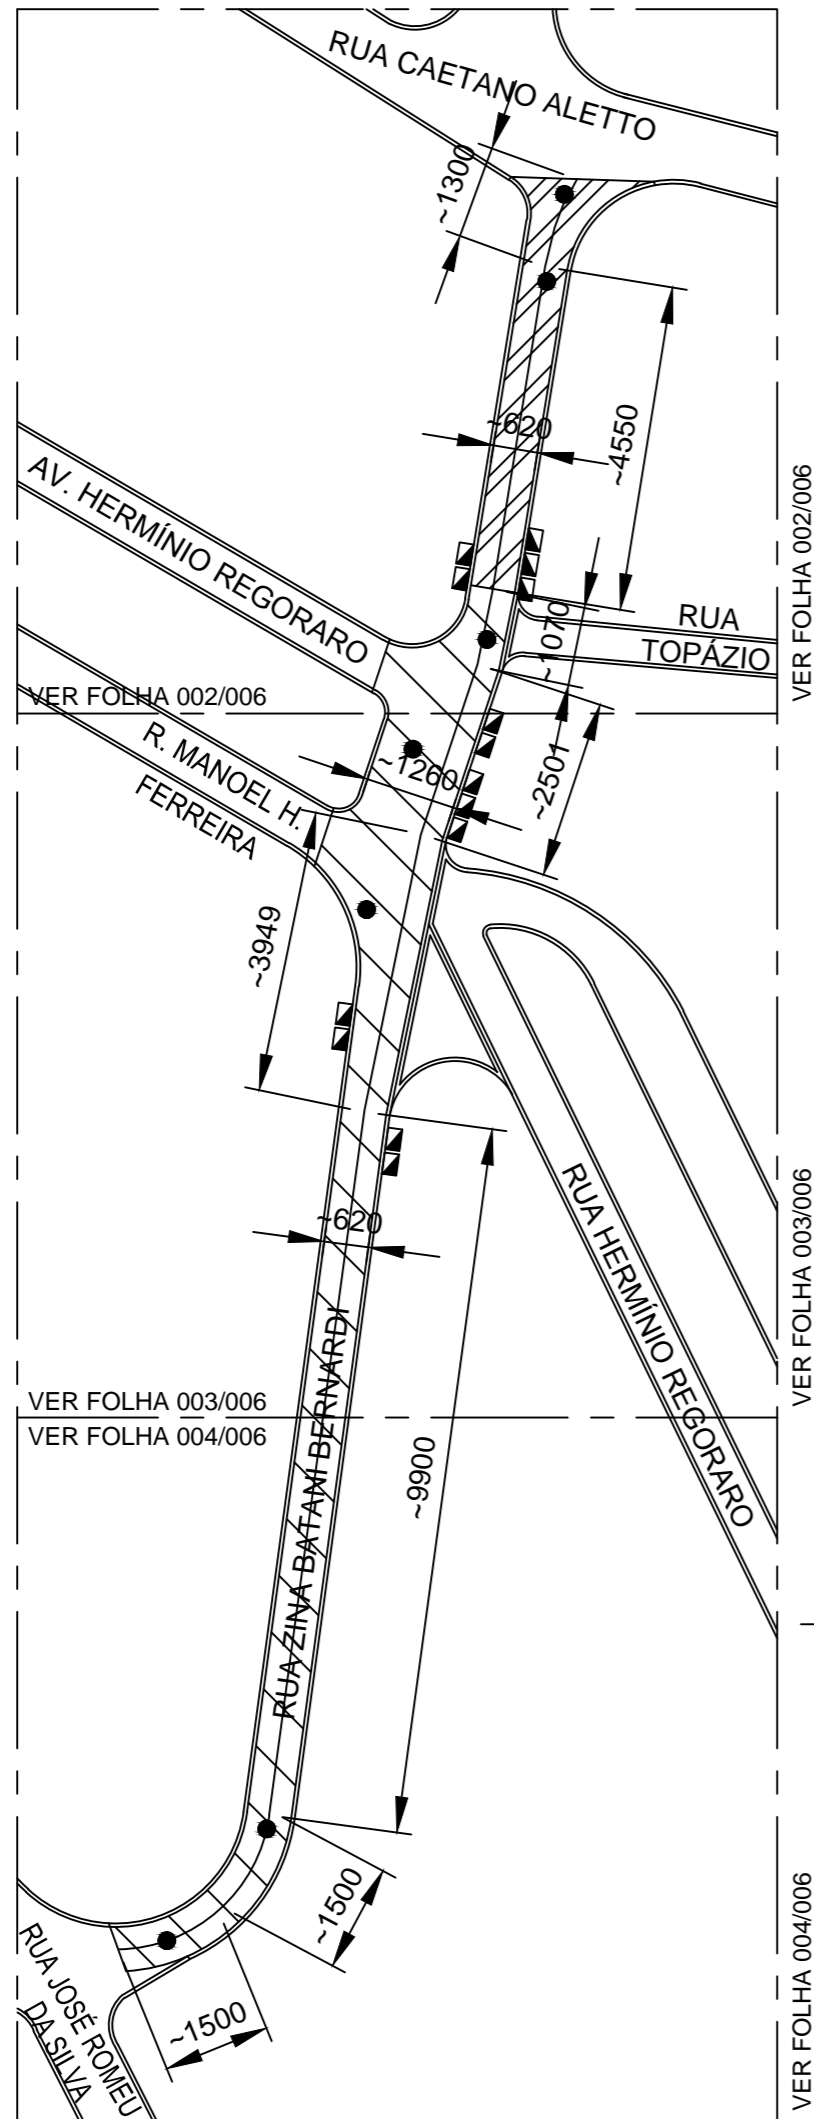 RUA CAETANO ALETTO
~1300
~620
~4550
AV. HERMÍNIO REGORARO
VER FOLHA 002/006
RUA
TOPÁZIO
~1070
VER FOLHA 002/006
R. MANOEL H.
FERREIRA
~1260
~2501
~3949
~620
RUA HERMÍNIO REGORARO
VER FOLHA 003/006
RUA ZINA BATANI BERNARDI
VER FOLHA 003/006
VER FOLHA 004/006
~9900
~1500
~1500
RUA JOSÉ ROMEU
DA SILVA
VER FOLHA 004/006